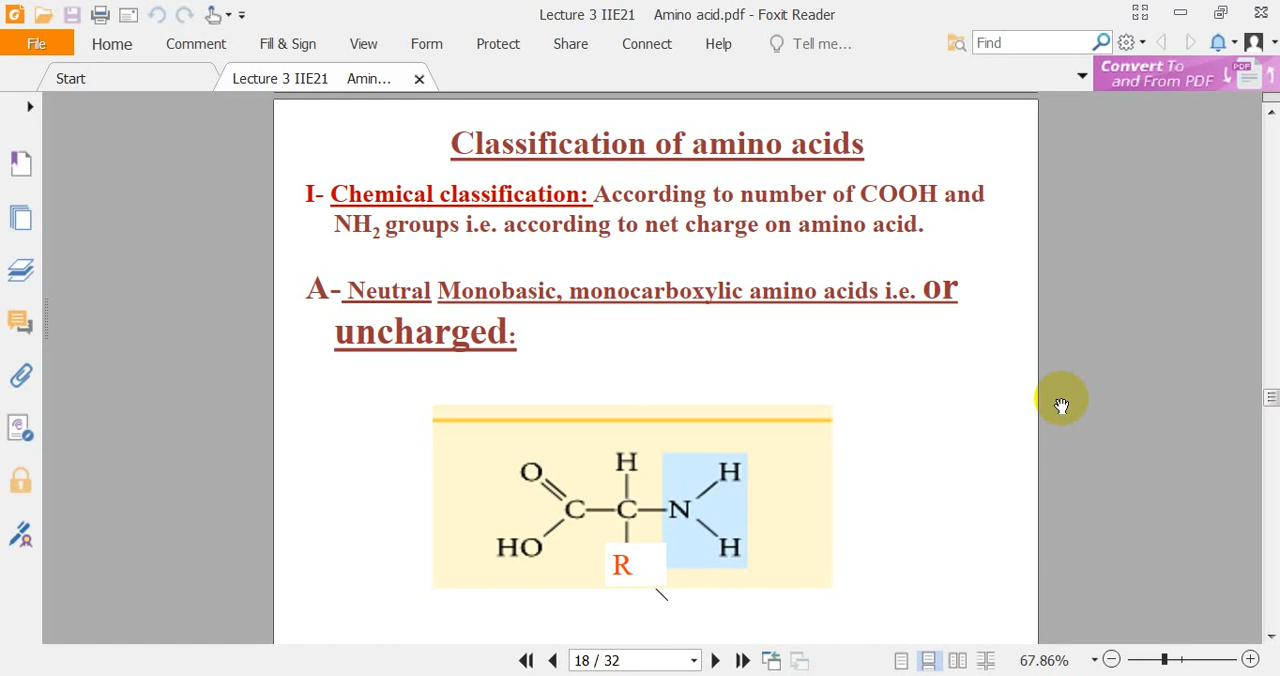 Lecture 3 IIE21 Amino acid.pdf - Foxit Reader
File Home Comment Fill & Sign View Form Protect Share Connect Help Tell me... Find
Start Lecture 3 IIE21 Amin... Convert To
and From PDF PDF
Classification of amino acids
I- Chemical classification: According to number of COOH and
NH2 groups i.e. according to net charge on amino acid.
A- Neutral Monobasic, monocarboxylic amino acids i.e. or
uncharged:
O H H
C C N
HO R H
18 / 32 67.86%